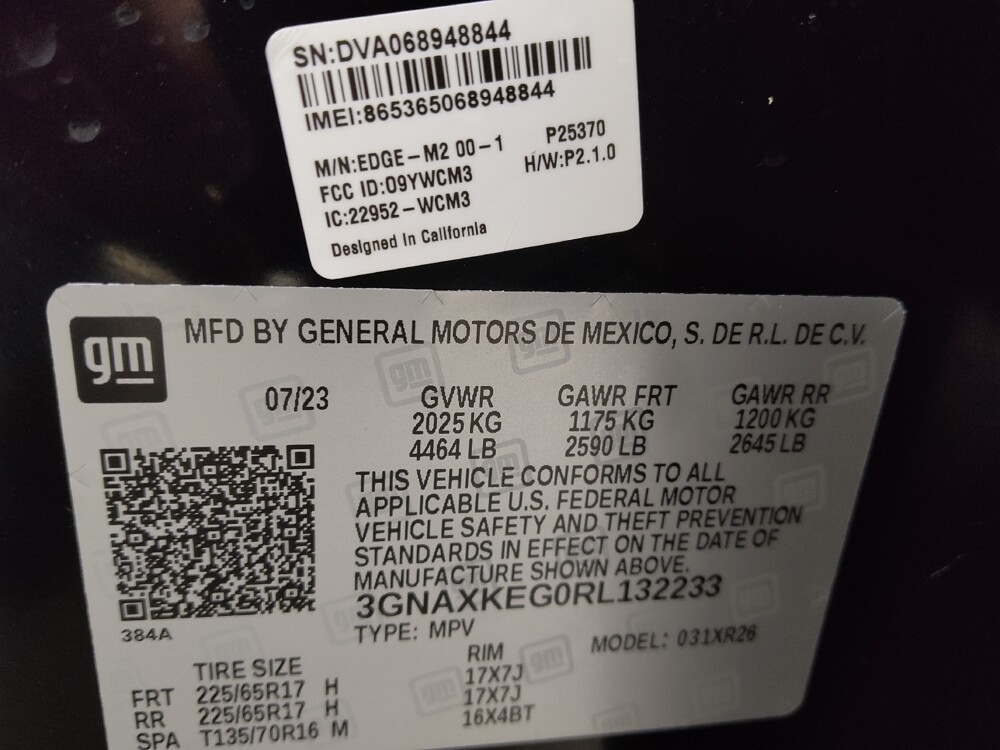 SN:DVA068948844
IMEI:865365068948844
M/N:EDGE-M2 00-1 P25370
FCC ID:09YWCM3 H/W:P2.1.0
IC:22952-WCM3
Designed In California
gm MFD BY GENERAL MOTORS DE MEXICO, S. DE R.L. DE C.V.
07/23 GVWR GAWR FRT GAWR RR
2025 KG 1175 KG 1200 KG
4464 LB 2590 LB 2645 LB
THIS VEHICLE CONFORMS TO ALL
APPLICABLE U.S. FEDERAL MOTOR
VEHICLE SAFETY AND THEFT PREVENTION
STANDARDS IN EFFECT ON THE DATE OF
MANUFACTURE SHOWN ABOVE.
3GNAXKEG0RL132233
384A TYPE: MPV MODEL: 031XR26
TIRE SIZE RIM
FRT 225/65R17 H 17X7J
RR 225/65R17 H 17X7J
SPA T135/70R16 M 16X4BT